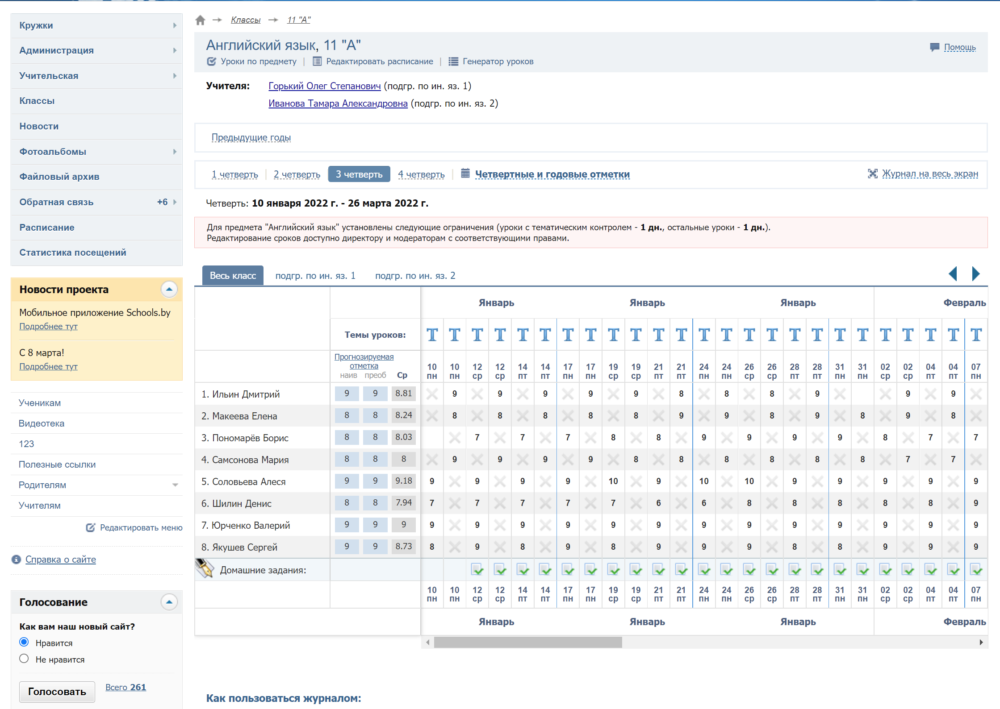 Кружки
Администрация
Учительская
Классы
Новости
Фотоальбомы
Файловый архив
Обратная связь +6
Расписание
Статистика посещений
Новости проекта
Мобильное приложение Schools.by
Подробнее тут
С 8 марта!
Подробнее тут
Ученикам
Видеотека
123
Полезные ссылки
Родителям
Учителям
Редактировать меню
Справка о сайте
Голосование
Как вам наш новый сайт?
Нравится
Не нравится
Голосовать Всего 261
Классы 11 "А"
Английский язык, 11 "А"
Помощь
Уроки по предмету | Редактировать расписание | Генератор уроков
Учителя: Горький Олег Степанович (подгр. по ин. яз. 1)
Иванова Тамара Александровна (подгр. по ин. яз. 2)
Предыдущие годы
1 четверть 2 четверть 3 четверть 4 четверть Четвертные и годовые отметки Журнал на весь экран
Четверть: 10 января 2022 г. - 26 марта 2022 г.
Для предмета "Английский язык" установлены следующие ограничения (уроки с тематическим контролем - 1 дн., остальные уроки - 1 дн.).
Редактирование сроков доступно директору и модераторам с соответствующими правами.
Весь класс подгр. по ин. яз. 1 подгр. по ин. яз. 2
Январь Январь Январь Февраль
Темы уроков: T T T T T T T T T T T T T T T T T T T T T T T T T
Прогнозируемая
отметка
наив преоб Ср
10 10 12 12 14 14 17 17 19 19 21 21 24 24 26 26 28 28 31 31 02 02 04 04 07
пн пн ср ср пт пт пн пн ср ср пт пт пн пн ср ср пт пт пн пн ср ср пт пт пн
1. Ильин Дмитрий 9 9 8.81 9 9 9 9 9 8 8 8 9 9 9
2. Макеева Елена 8 8 8.24 8 8 8 8 8 9 9 8 9 8 9 8
3. Пономарёв Борис 8 8 8.03 7 7 7 8 8 9 9 9 9 8 7 7
4. Самсонова Мария 8 8 8 9 9 9 9 8 8 8 8 8 8 7 7
5. Соловьева Алеся 9 9 9.18 9 9 9 9 10 9 10 10 9 9 9 9 9
6. Шилин Денис 8 8 7.94 7 7 7 7 7 6 6 8 8 8 8 8 9
7. Юрченко Валерий 9 9 9 9 9 9 9 9 9 9 9 9 9 9 9 9
8. Якушев Сергей 9 9 8.73 8 9 8 9 8 9 9 9 8 8 9 9 9
Домашние задания:
10 10 12 12 14 14 17 17 19 19 21 21 24 24 26 26 28 28 31 31 02 02 04 04 07
пн пн ср ср пт пт пн пн ср ср пт пт пн пн ср ср пт пт пн пн ср ср пт пт пн
Январь Январь Январь Февраль
Как пользоваться журналом: